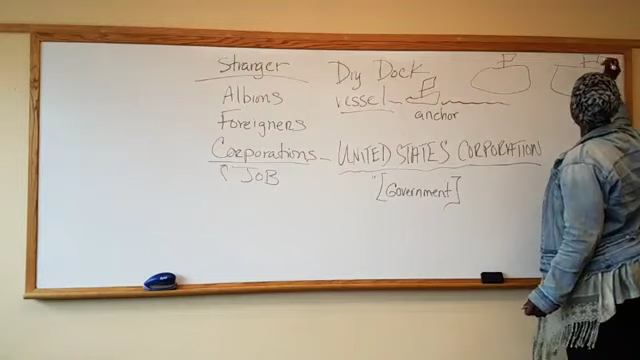 Stranger
Dry Dock
Albions
vessel
Foreigners
anchor
Corporations - UNITED STATES CORPORATION
JOB
[Government]